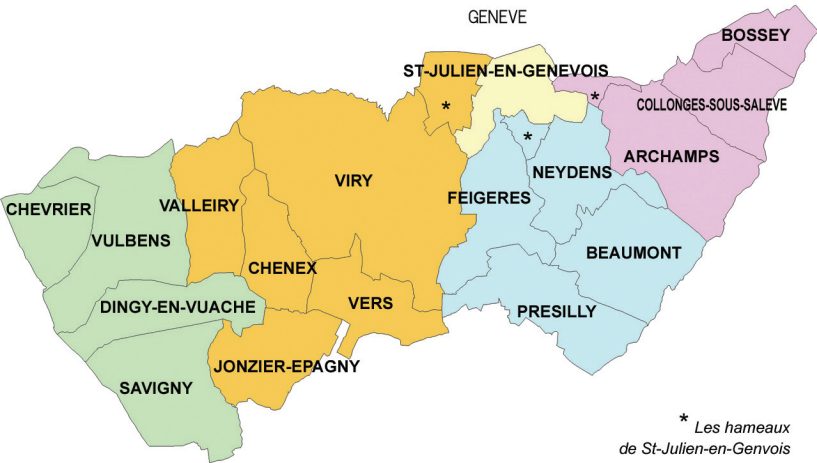 GENEVE
BOSSEY
ST-JULIEN-EN-GENEVOIS
*
*
COLLONGES-SOUS-SALEVE
*
ARCHAMPS
NEYDENS
VIRY
FEIGERES
CHEVRIER
VALLEIRY
VULBENS
BEAUMONT
CHENEX
DINGY-EN-VUACHE
VERS
PRESILLY
JONZIER-EPAGNY
SAVIGNY
* Les hameaux
de St-Julien-en-Genvois